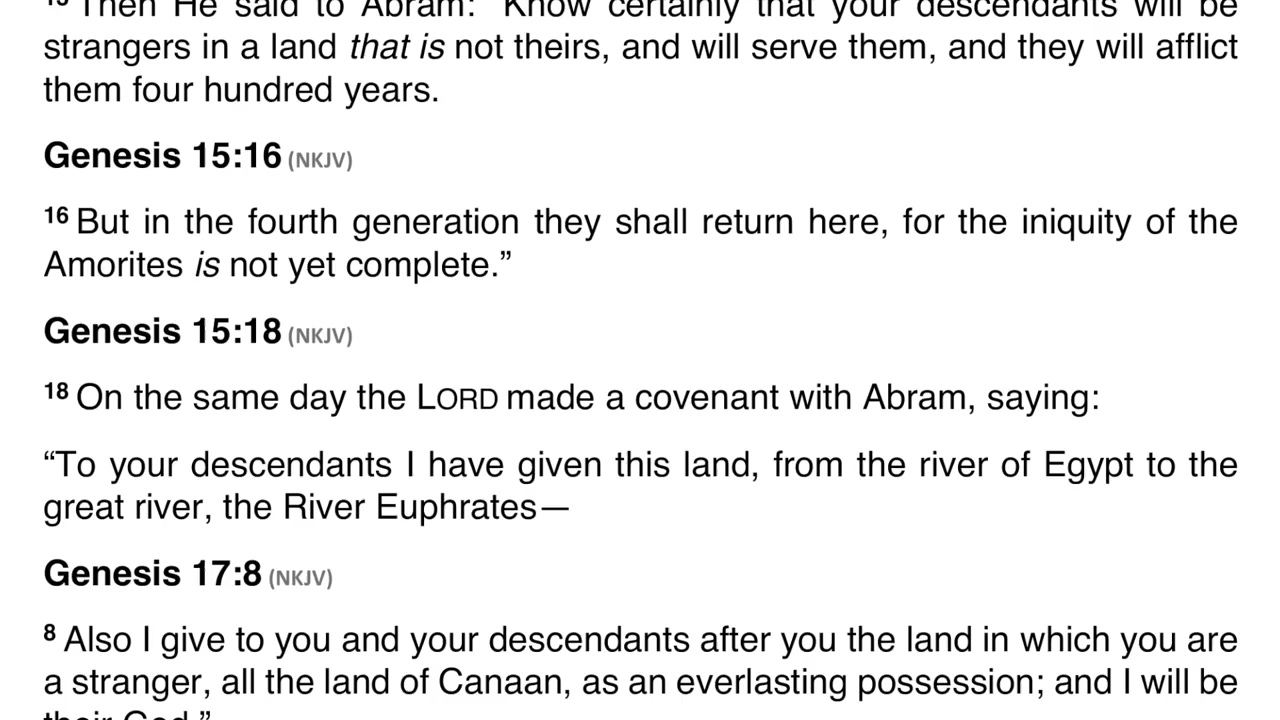 15 Then He said to Abram: “Know certainly that your descendants will be
strangers in a land that is not theirs, and will serve them, and they will afflict
them four hundred years.
Genesis 15:16 (NKJV)
16 But in the fourth generation they shall return here, for the iniquity of the
Amorites is not yet complete.”
Genesis 15:18 (NKJV)
18 On the same day the LORD made a covenant with Abram, saying:
“To your descendants I have given this land, from the river of Egypt to the
great river, the River Euphrates—
Genesis 17:8 (NKJV)
8 Also I give to you and your descendants after you the land in which you are
a stranger, all the land of Canaan, as an everlasting possession; and I will be
their God.”